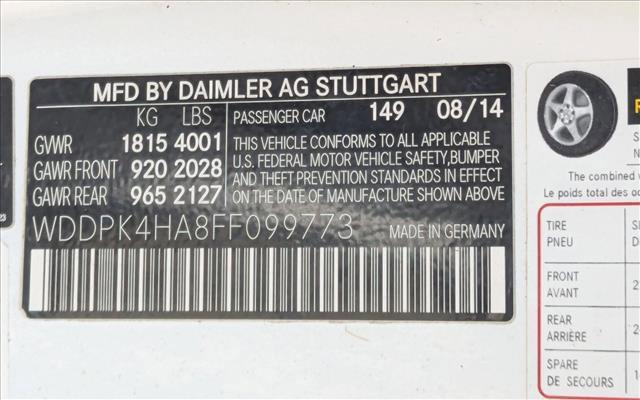 MFD BY DAIMLER AG STUTTGART
KG LBS
GVWR 1815 4001
GAWR FRONT 920 2028
GAWR REAR 965 2127
PASSENGER CAR 149 08/14
THIS VEHICLE CONFORMS TO ALL APPLICABLE
U.S. FEDERAL MOTOR VEHICLE SAFETY, BUMPER
AND THEFT PREVENTION STANDARDS IN EFFECT
ON THE DATE OF MANUFACTURE SHOWN ABOVE
WDDPK4HA8FF099773 MADE IN GERMANY
23
The combined w
Le poids total des oc
TIRE
PNEU
FRONT
AVANT
REAR
ARRIÈRE
SPARE
DE SECOURS